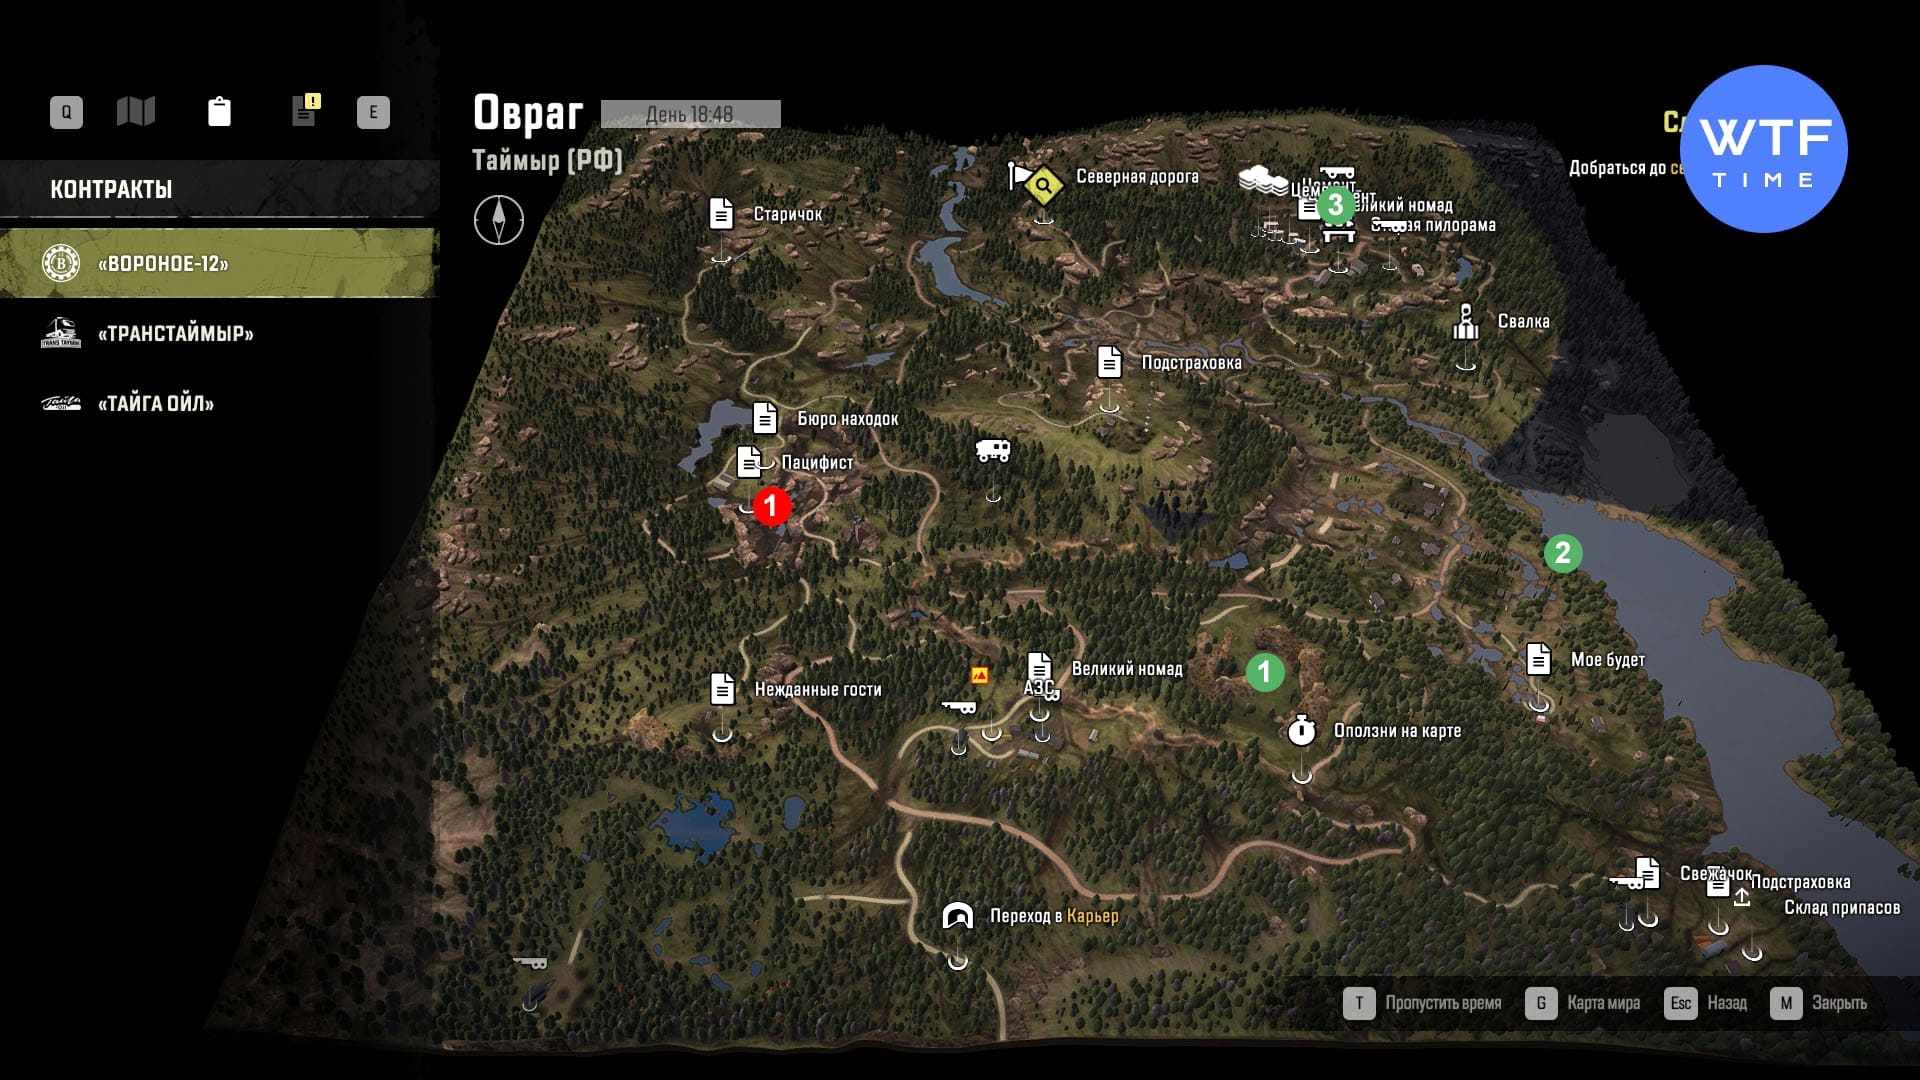 Q
E
Овраг
День 18:48
Таймыр (РФ)
КОНТРАКТЫ
«ВОРОНОЕ-12»
«ТРАНСТАЙМЫР»
TRANS TAYMYR
«ТАЙГА ОЙЛ»
WTF
TIME
Добраться до
Северная дорога
Старичок
3
пилорама
Свалка
Подстраховка
Бюро находок
Пацифист
1
2
Мое будет
Великий номад
АЗС
1
Нежданные гости
Оползни на карте
Свежачок
Подстраховка
Склад припасов
Переход в Карьер
T Пропустить время
G Карта мира
Esc Назад
M Закрыть